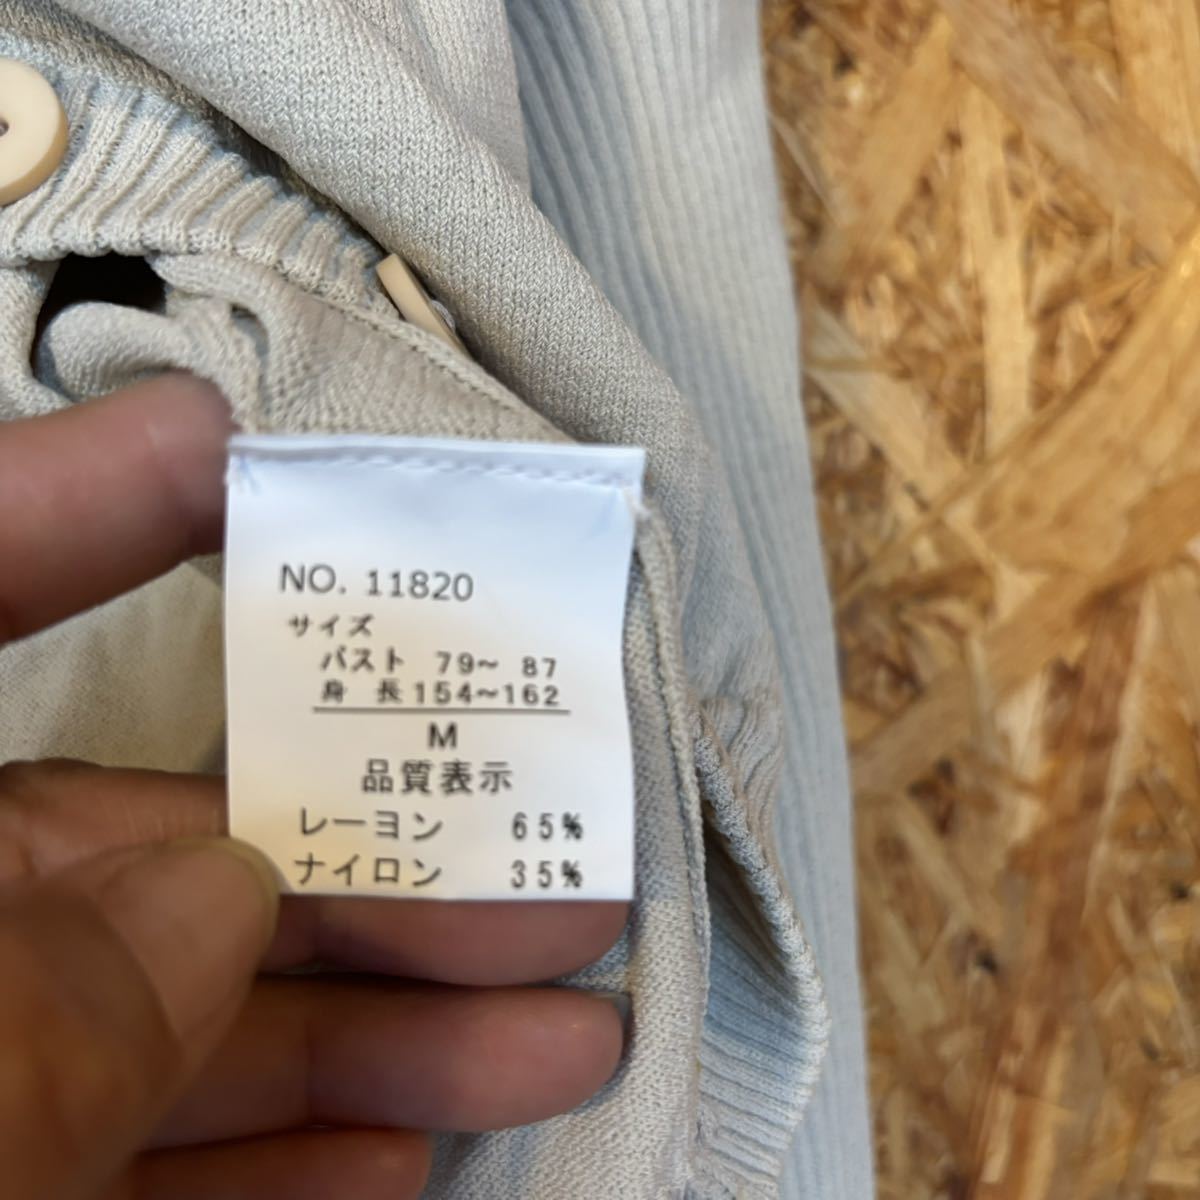 NO. 11820
サイズ
バスト 79～ 87
身 長154～162
M
品質表示
レーヨン 65%
ナイロン 35%